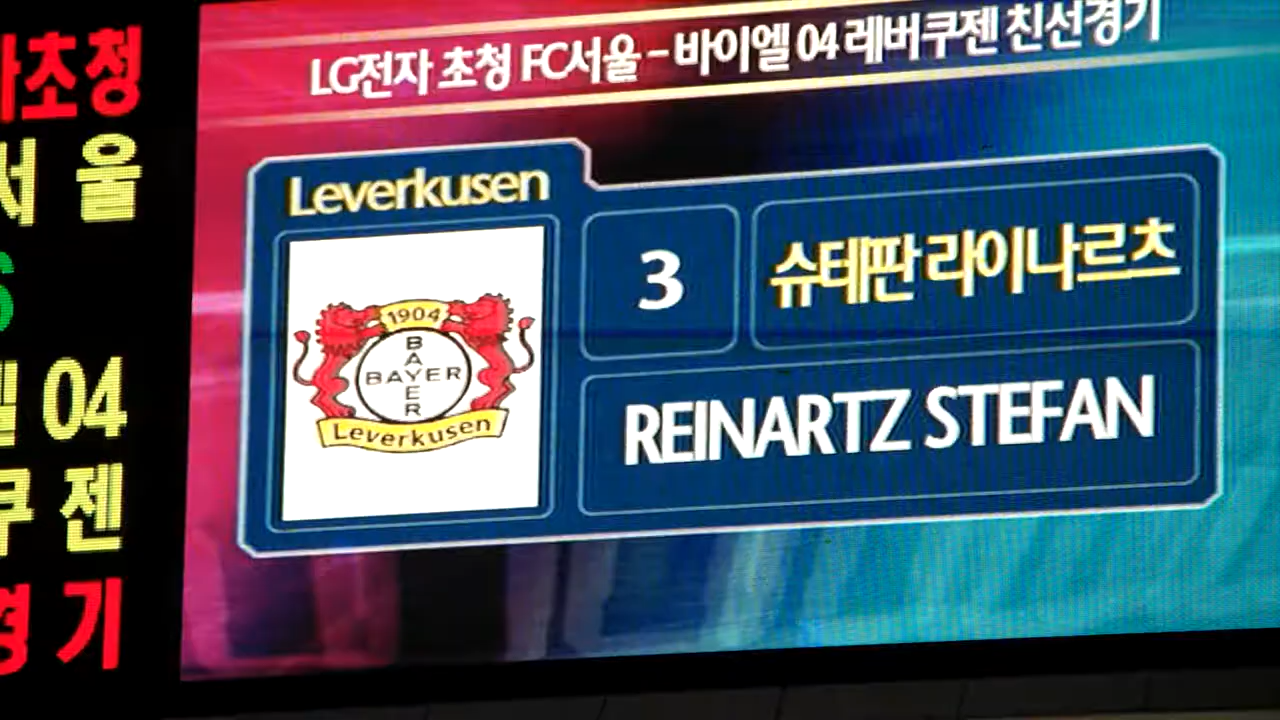 LG전자 초청 FC서울 – 바이엘 04 레버쿠젠 친선경기
Leverkusen
3
슈테판 라이나르츠
REINARTZ STEFAN
1904
BAYER
BAYER
Leverkusen
초청
서 울
04
쿠 젠
경 기